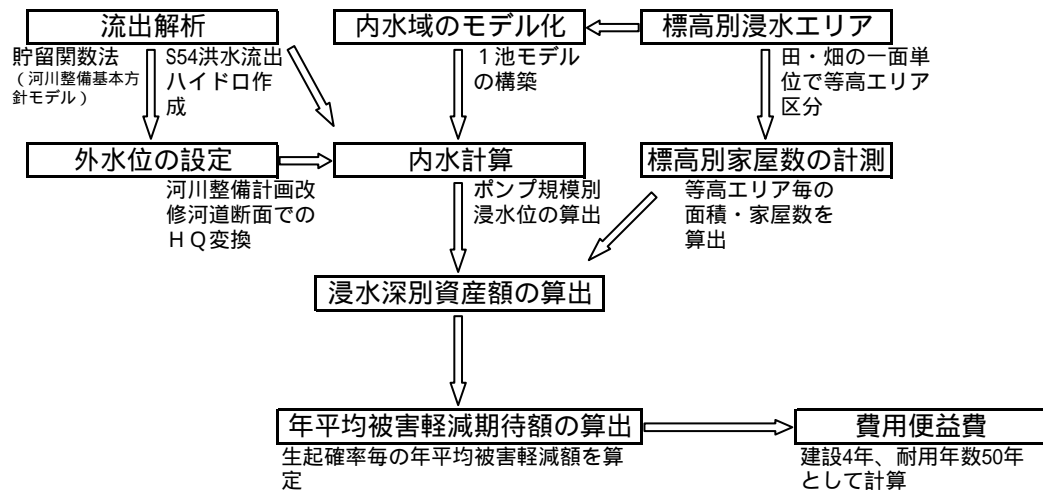 流出解析
内水域のモデル化
標高別浸水エリア
貯留関数法
（河川整備基本方
針モデル）
S54洪水流出
ハイドロ作
成
１池モデル
の構築
田・畑の一面単
位で等高エリア
区分
外水位の設定
内水計算
標高別家屋数の計測
河川整備計画改
修河道断面での
ＨＱ変換
ポンプ規模別
浸水位の算出
等高エリア毎の
面積・家屋数を
算出
浸水深別資産額の算出
年平均被害軽減期待額の算出
費用便益費
生起確率毎の年平均被害軽減額を算
定
建設4年、耐用年数50年
として計算